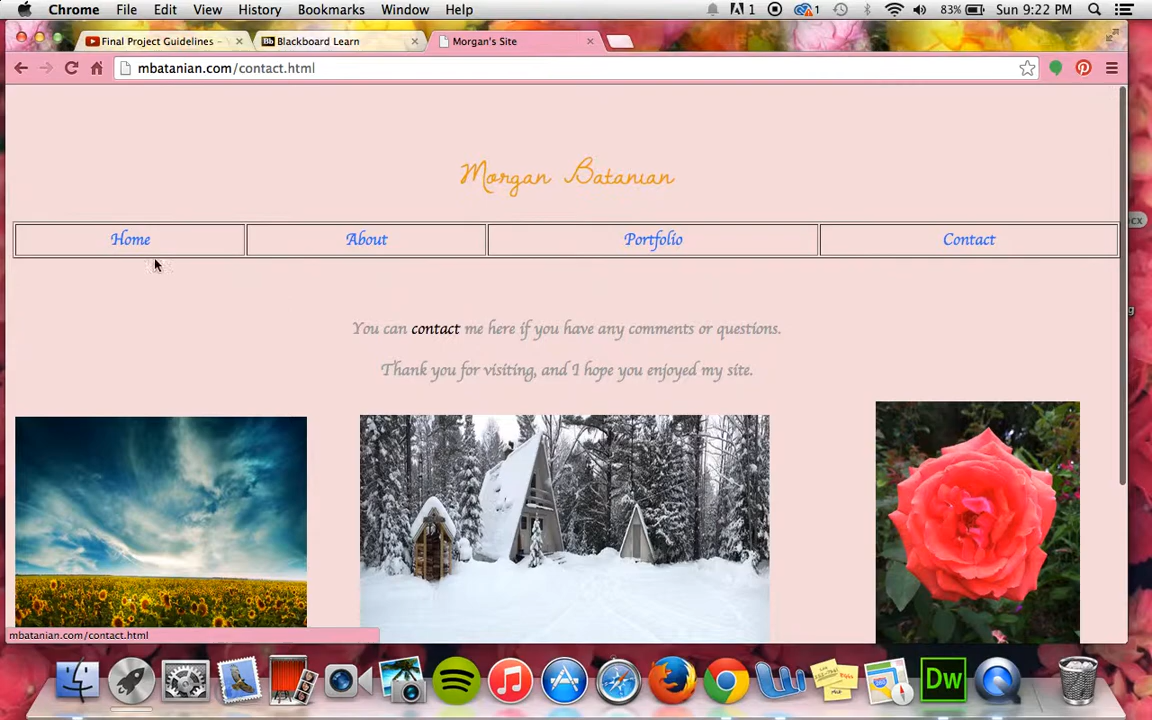 Chrome File Edit View History Bookmarks Window Help 1 1 83% Sun 9:22 PM
Final Project Guidelines - Bb Blackboard Learn Morgan's Site
mbatanian.com/contact.html
Morgan Batanian
Home About Portfolio Contact
You can contact me here if you have any comments or questions.
Thank you for visiting, and I hope you enjoyed my site.
mbatanian.com/contact.html
Dw